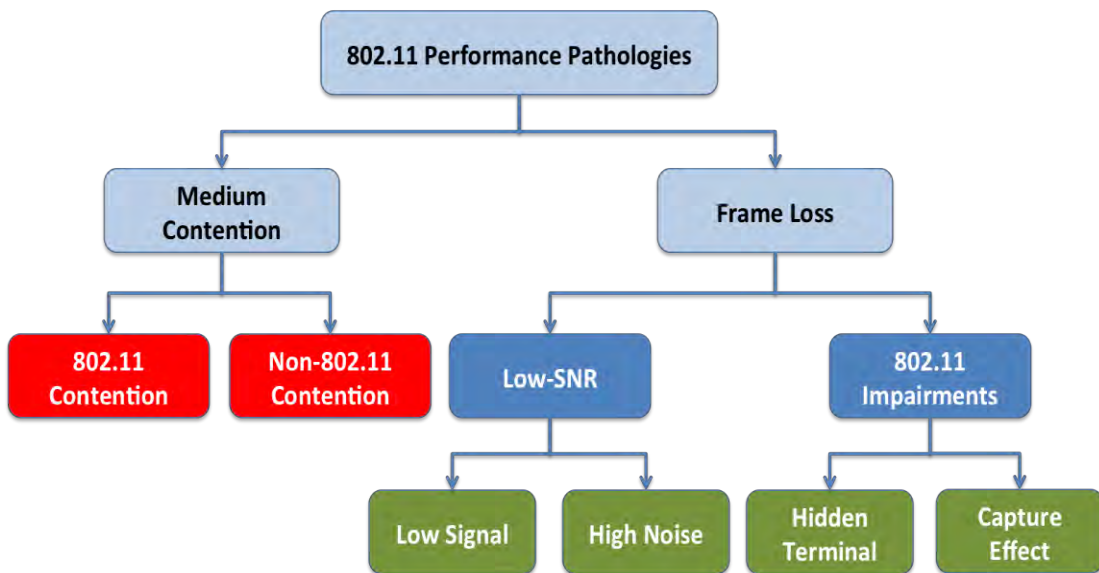 802.11 Performance Pathologies
Medium
Contention
Frame Loss
802.11
Contention
Non-802.11
Contention
Low-SNR
802.11
Impairments
Low Signal
High Noise
Hidden
Terminal
Capture
Effect